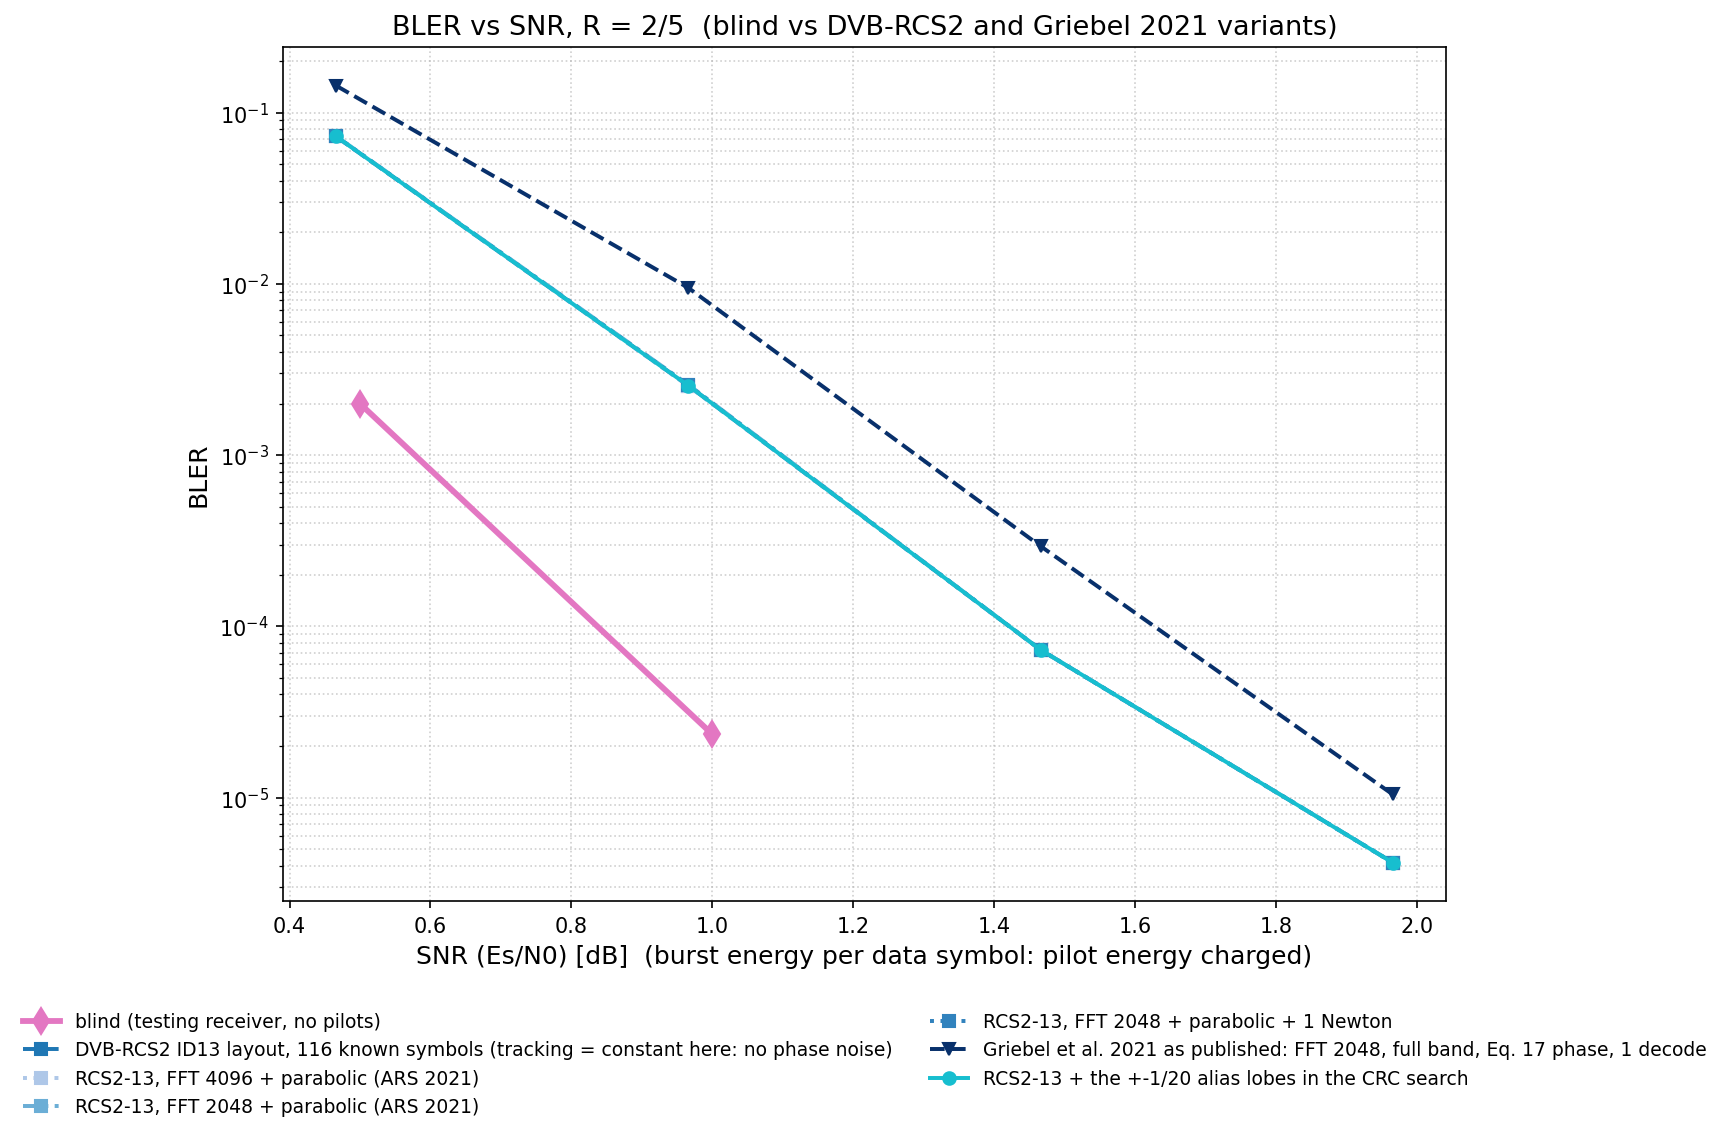 BLER vs SNR, R = 2/5  (blind vs DVB-RCS2 and Griebel 2021 variants)
BLER
10⁻¹
10⁻²
10⁻³
10⁻⁴
10⁻⁵
0.4 0.6 0.8 1.0 1.2 1.4 1.6 1.8 2.0
SNR (Es/N0) [dB]  (burst energy per data symbol: pilot energy charged)
blind (testing receiver, no pilots)
DVB-RCS2 ID13 layout, 116 known symbols (tracking = constant here: no phase noise)
RCS2-13, FFT 4096 + parabolic (ARS 2021)
RCS2-13, FFT 2048 + parabolic (ARS 2021)
RCS2-13, FFT 2048 + parabolic + 1 Newton
Griebel et al. 2021 as published: FFT 2048, full band, Eq. 17 phase, 1 decode
RCS2-13 + the +-1/20 alias lobes in the CRC search